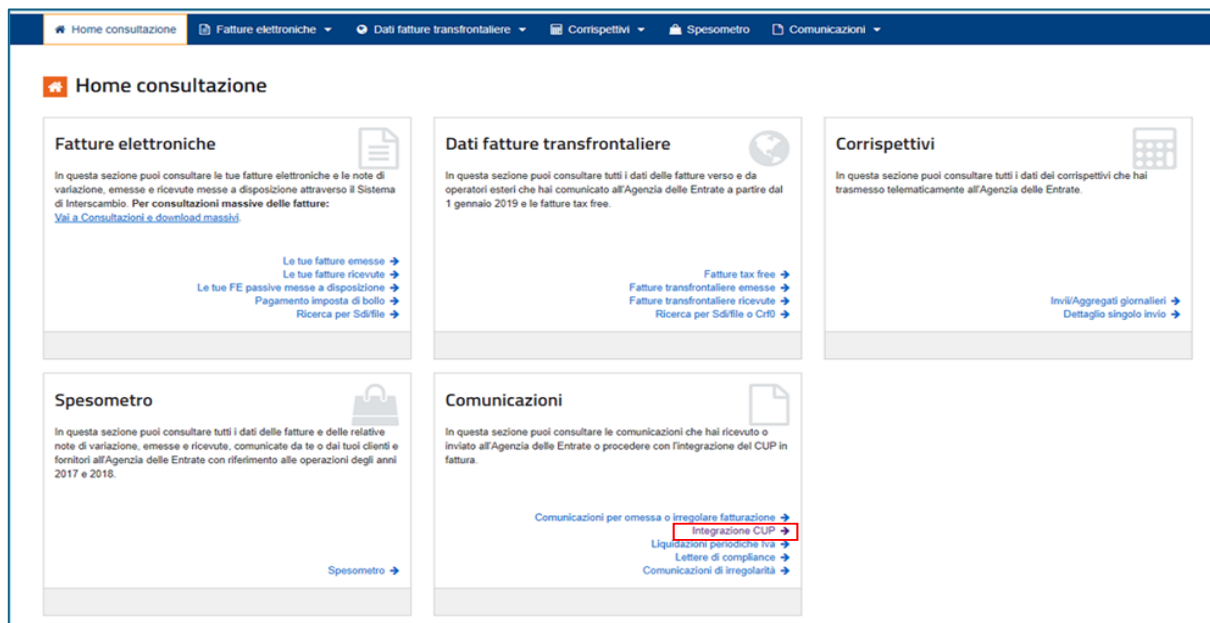 Home consultazione
Fatture elettroniche
Dati fatture transfrontaliere
Corrispettivi
Spesometro
Comunicazioni
Home consultazione
Fatture elettroniche
In questa sezione puoi consultare le tue fatture elettroniche e le note di
variazione, emesse e ricevute messe a disposizione attraverso il Sistema
di Interscambio. Per consultazioni massive delle fatture:
Vai a Consultazioni e download massivi.
Le tue fatture emesse
Le tue fatture ricevute
Le tue FE passive messe a disposizione
Pagamento imposta di bollo
Ricerca per Sdi/file
Dati fatture transfrontaliere
In questa sezione puoi consultare tutti i dati delle fatture verso e da
operatori esteri che hai comunicato all'Agenzia delle Entrate a partire dal
1 gennaio 2019 e le fatture tax free.
Fatture tax free
Fatture transfrontaliere emesse
Fatture transfrontaliere ricevute
Ricerca per Sdi/file o Crf0
Corrispettivi
In questa sezione puoi consultare tutti i dati dei corrispettivi che hai
trasmesso telematicamente all'Agenzia delle Entrate.
Invii/Aggregati giornalieri
Dettaglio singolo invio
Spesometro
In questa sezione puoi consultare tutti i dati delle fatture e delle relative
note di variazione, emesse e ricevute, comunicate da te o dai tuoi clienti e
fornitori all'Agenzia delle Entrate con riferimento alle operazioni degli anni
2017 e 2018.
Spesometro
Comunicazioni
In questa sezione puoi consultare le comunicazioni che hai ricevuto o
inviato all'Agenzia delle Entrate o procedere con l'integrazione del CUP in
fattura.
Comunicazioni per omessa o irregolare fatturazione
Integrazione CUP
Liquidazioni periodiche Iva
Lettere di compliance
Comunicazioni di irregolarità